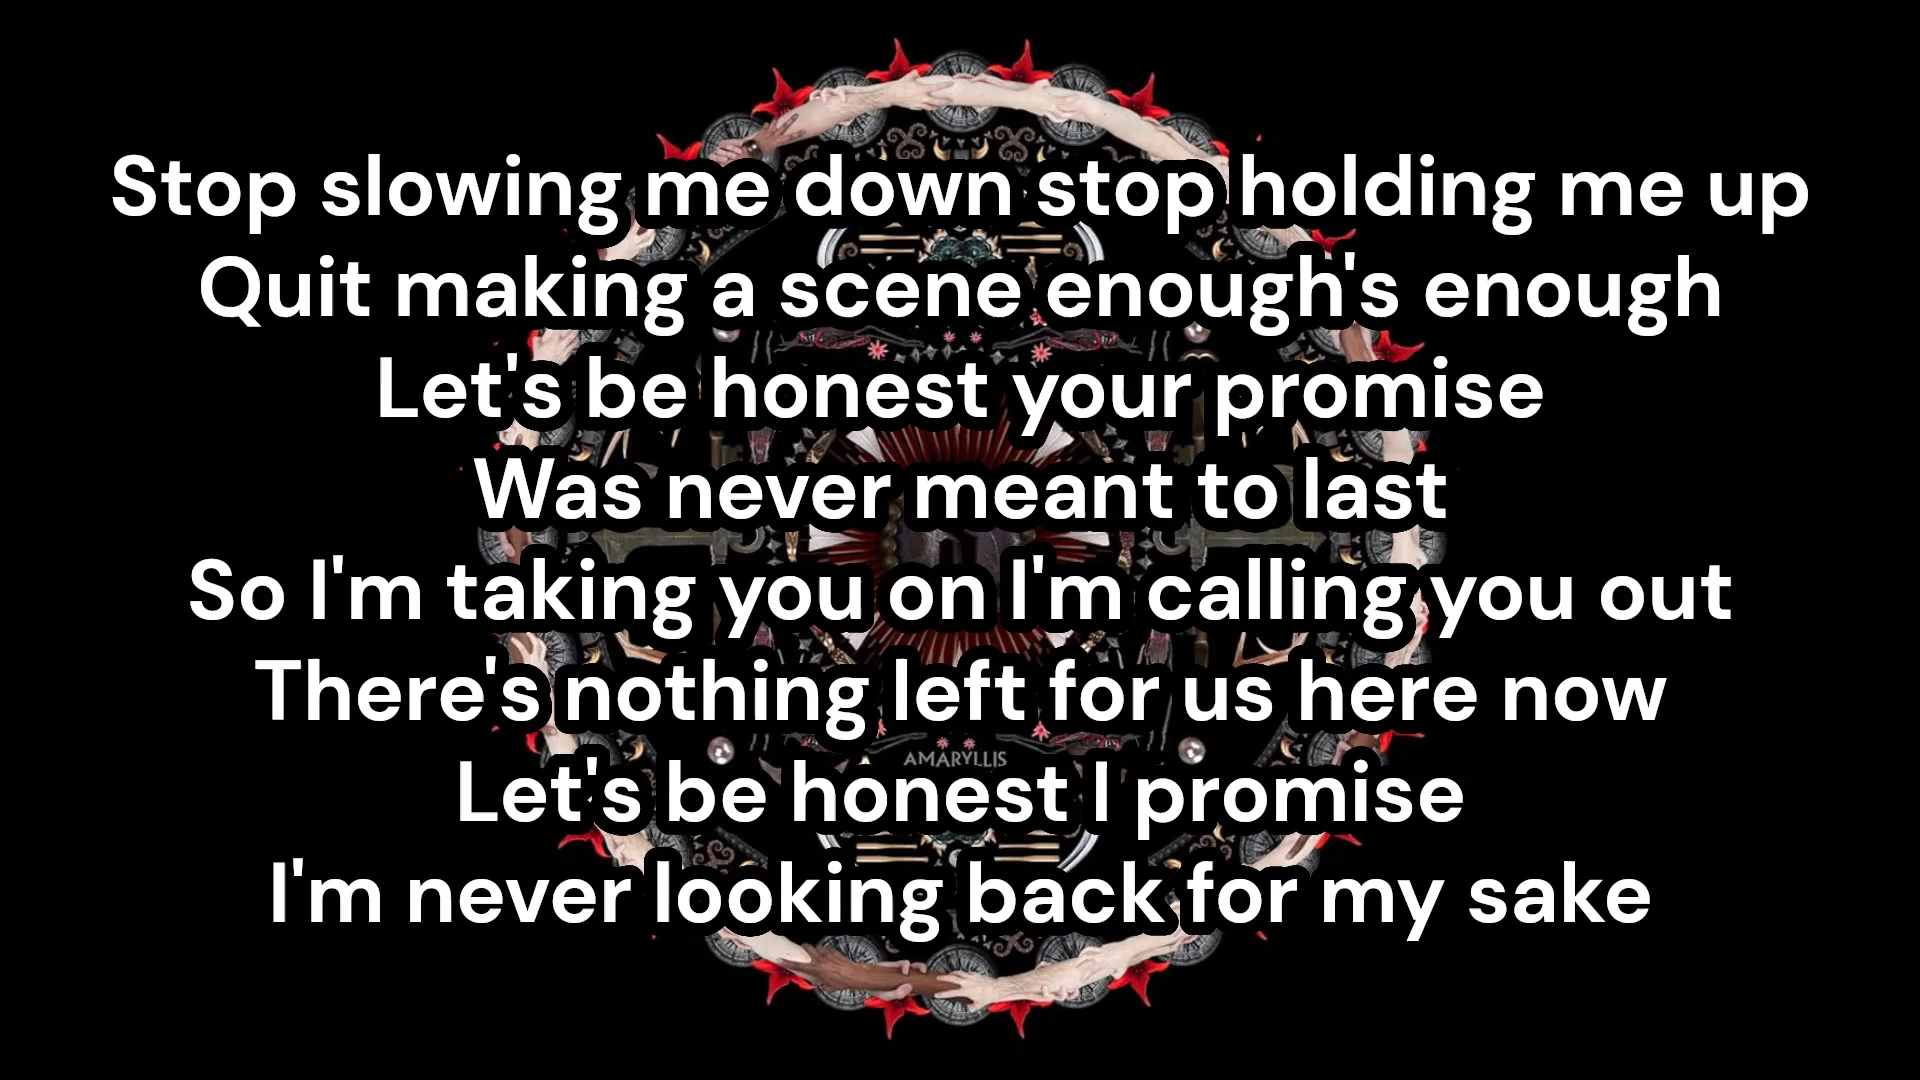 Stop slowing me down stop holding me up
Quit making a scene enough's enough
Let's be honest your promise
Was never meant to last
So I'm taking you on I'm calling you out
There's nothing left for us here now
AMARYLLIS
Let's be honest I promise
I'm never looking back for my sake